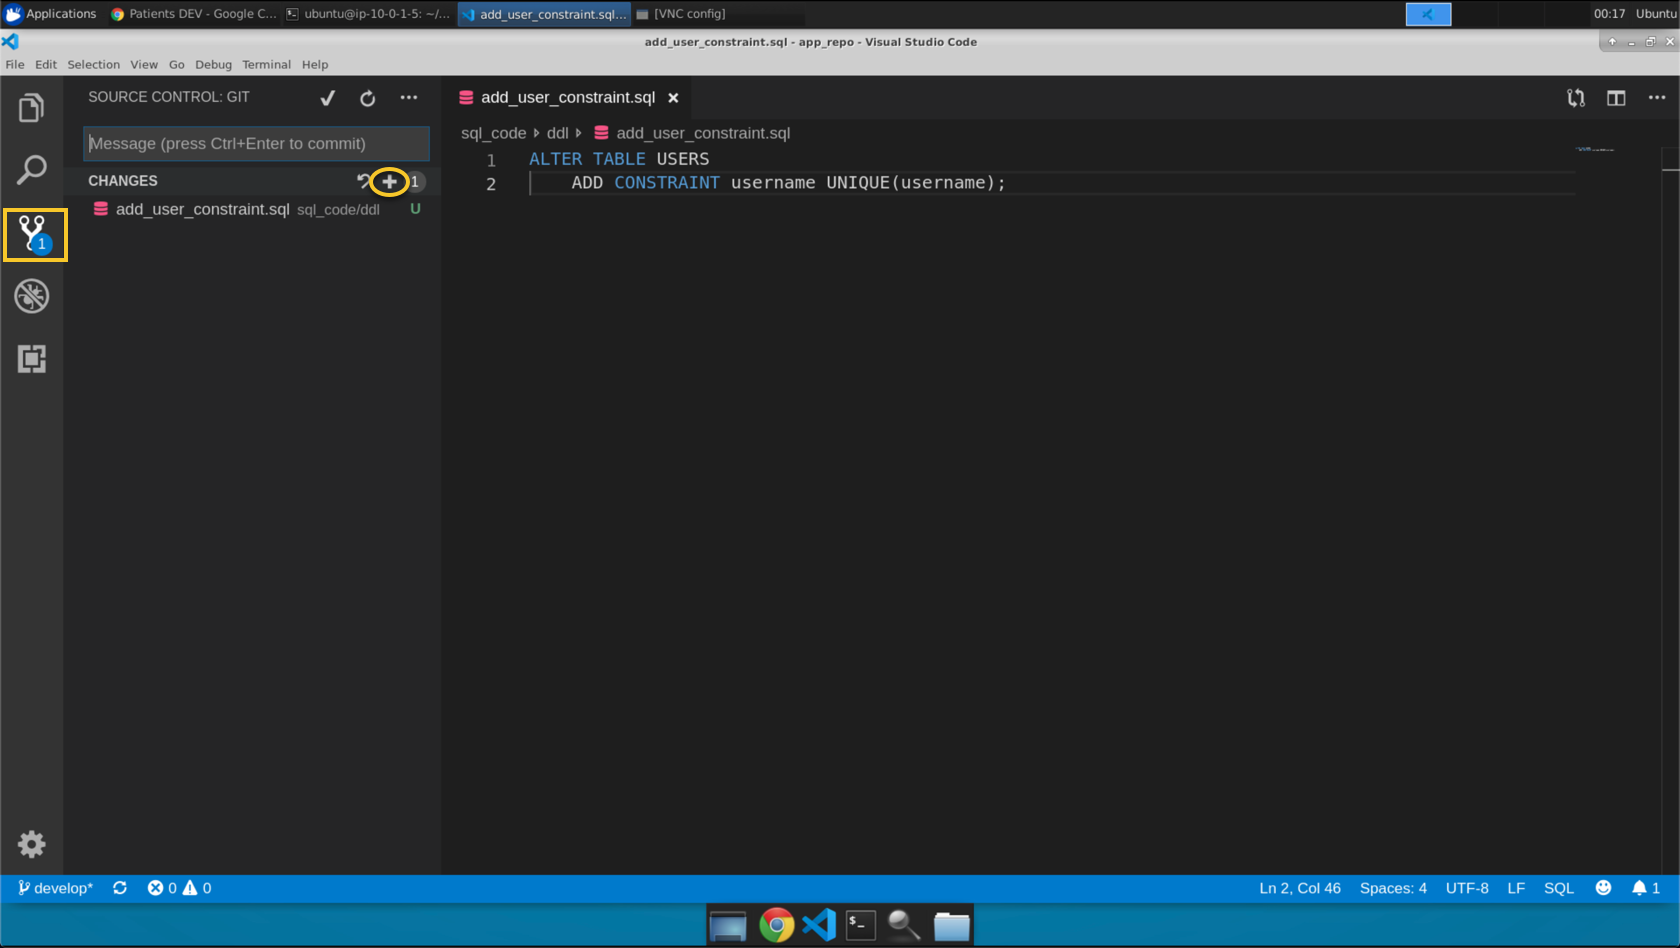 Applications Patients DEV - Google C... ubuntu@ip-10-0-1-5: ~/... add_user_constraint.sql... [VNC config] 00:17 Ubuntu
add_user_constraint.sql - app_repo - Visual Studio Code
File Edit Selection View Go Debug Terminal Help
SOURCE CONTROL: GIT
Message (press Ctrl+Enter to commit)
CHANGES 1
add_user_constraint.sql sql_code/ddl U
1
add_user_constraint.sql
sql_code ddl add_user_constraint.sql
1 ALTER TABLE USERS
2 ADD CONSTRAINT username UNIQUE(username);
develop* 0 0 Ln 2, Col 46 Spaces: 4 UTF-8 LF SQL 1
$-